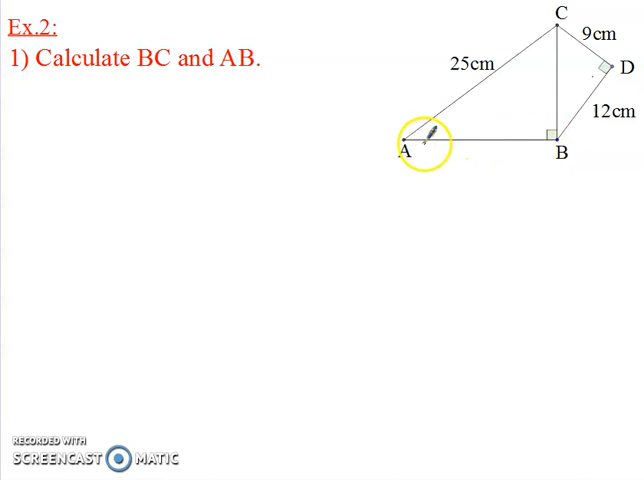 Ex.2:
1) Calculate BC and AB.
C
9cm
25cm
D
12cm
A
B
RECORDED WITH
SCREENCAST MATIC